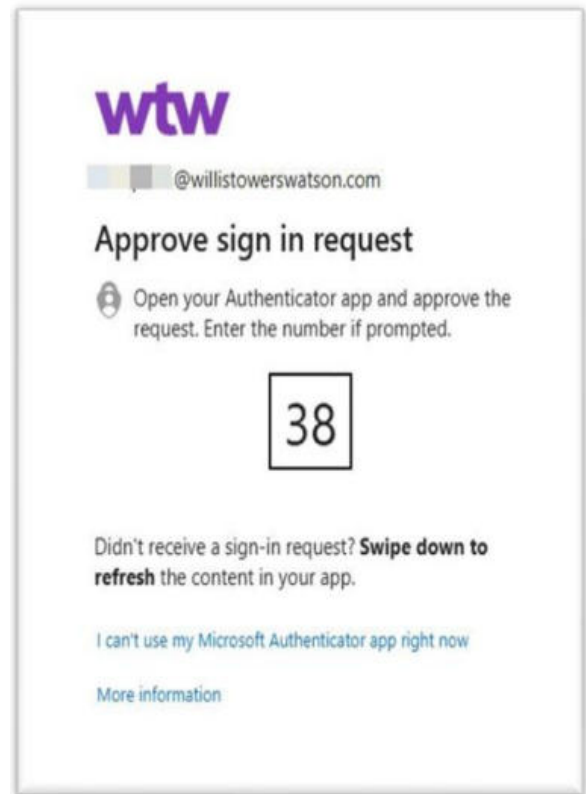 wtw
@willistowerswatson.com
Approve sign in request
Open your Authenticator app and approve the
request. Enter the number if prompted.
38
Didn't receive a sign-in request? Swipe down to
refresh the content in your app.
I can't use my Microsoft Authenticator app right now
More information